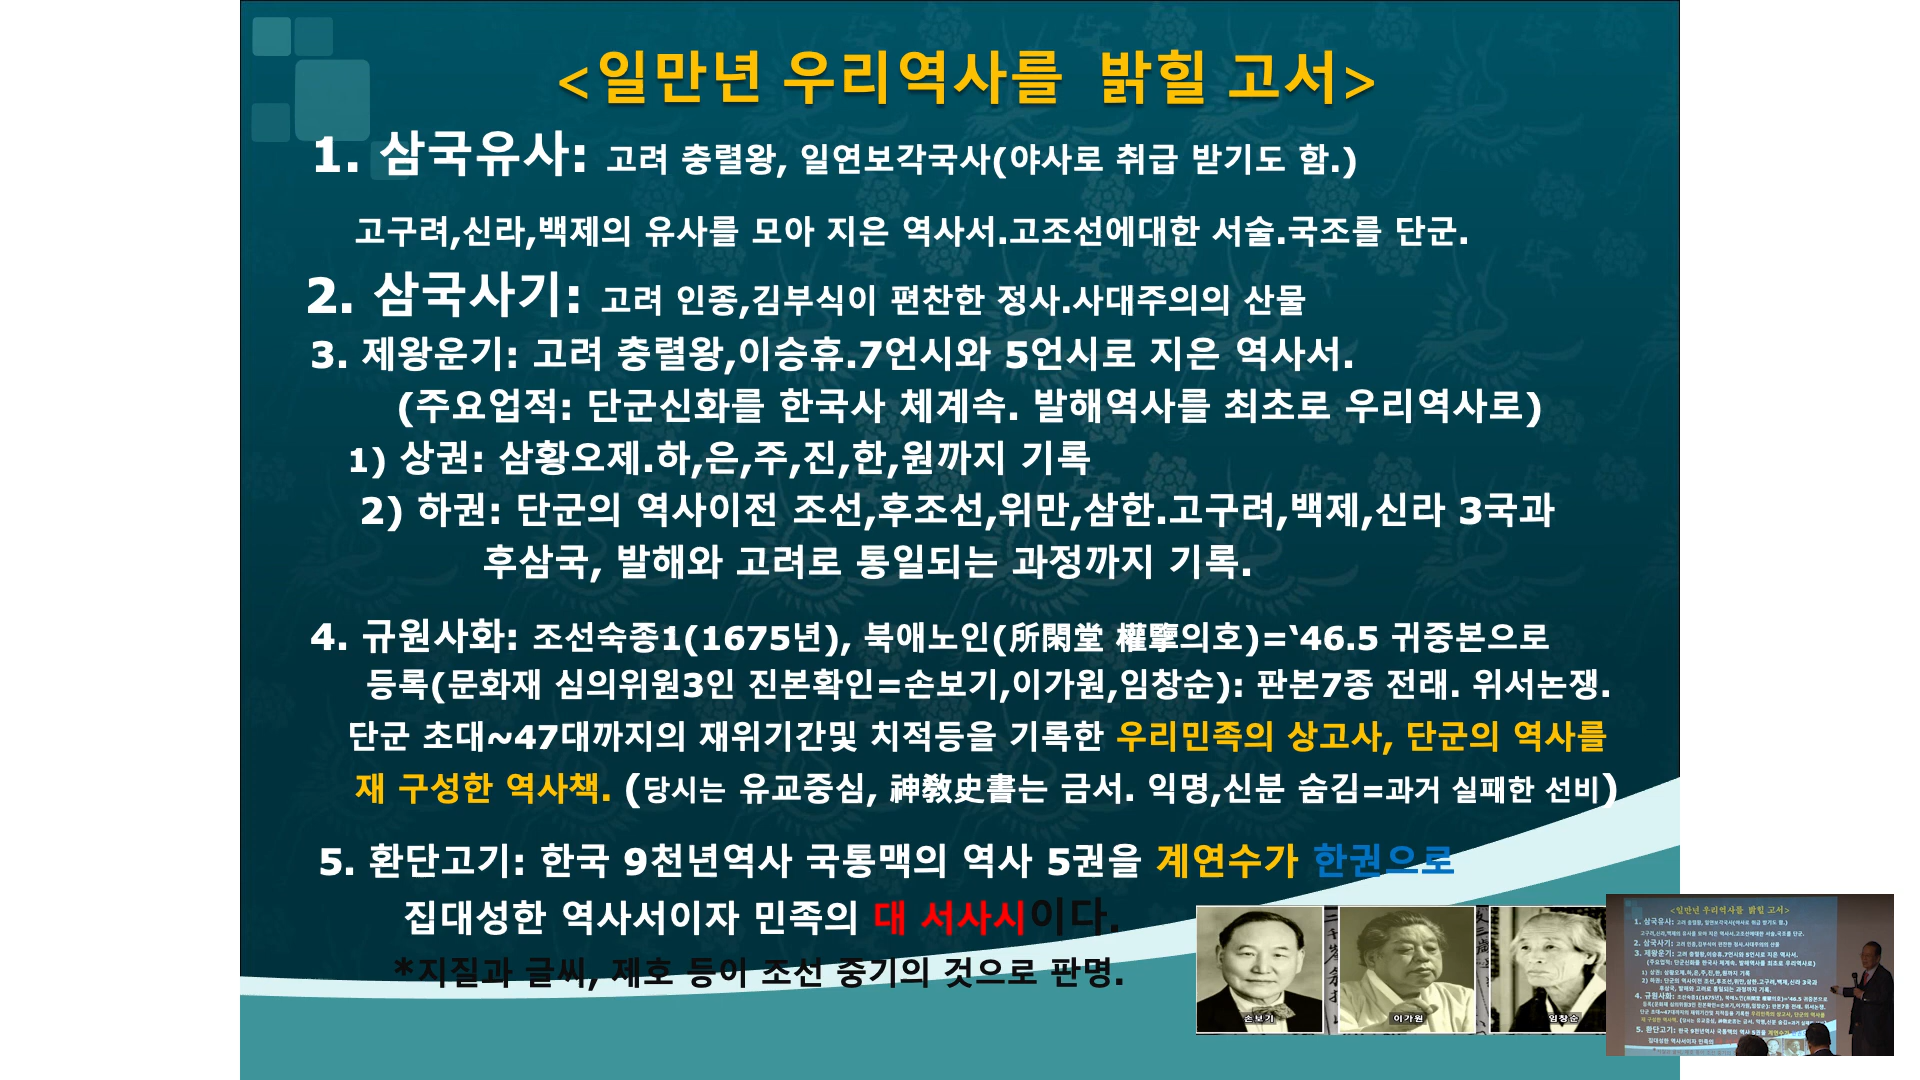 <일만년 우리역사를 밝힐 고서>
1. 삼국유사: 고려 충렬왕, 일연보각국사(야사로 취급 받기도 함.)
고구려,신라,백제의 유사를 모아 지은 역사서.고조선에대한 서술.국조를 단군.
2. 삼국사기: 고려 인종,김부식이 편찬한 정사.사대주의의 산물
3. 제왕운기: 고려 충렬왕,이승휴.7언시와 5언시로 지은 역사서.
(주요업적: 단군신화를 한국사 체계속. 발해역사를 최초로 우리역사로)
1) 상권: 삼황오제.하,은,주,진,한,원까지 기록
2) 하권: 단군의 역사이전 조선,후조선,위만,삼한.고구려,백제,신라 3국과
후삼국, 발해와 고려로 통일되는 과정까지 기록.
4. 규원사화: 조선숙종1(1675년), 북애노인(所閑堂 權擥의호)=‘46.5 귀중본으로
등록(문화재 심의위원3인 진본확인=손보기,이가원,임창순): 판본7종 전래. 위서논쟁.
단군 초대~47대까지의 재위기간및 치적등을 기록한 우리민족의 상고사, 단군의 역사를
재 구성한 역사책. (당시는 유교중심, 神教史書는 금서. 익명,신분 숨김=과거 실패한 선비)
5. 환단고기: 한국 9천년역사 국통맥의 역사 5권을 계연수가 한권으로
집대성한 역사서이자 민족의 대 서사시이다.
*지질과 글씨, 제호 등이 조선 중기의 것으로 판명.
손보기 이가원 임창순